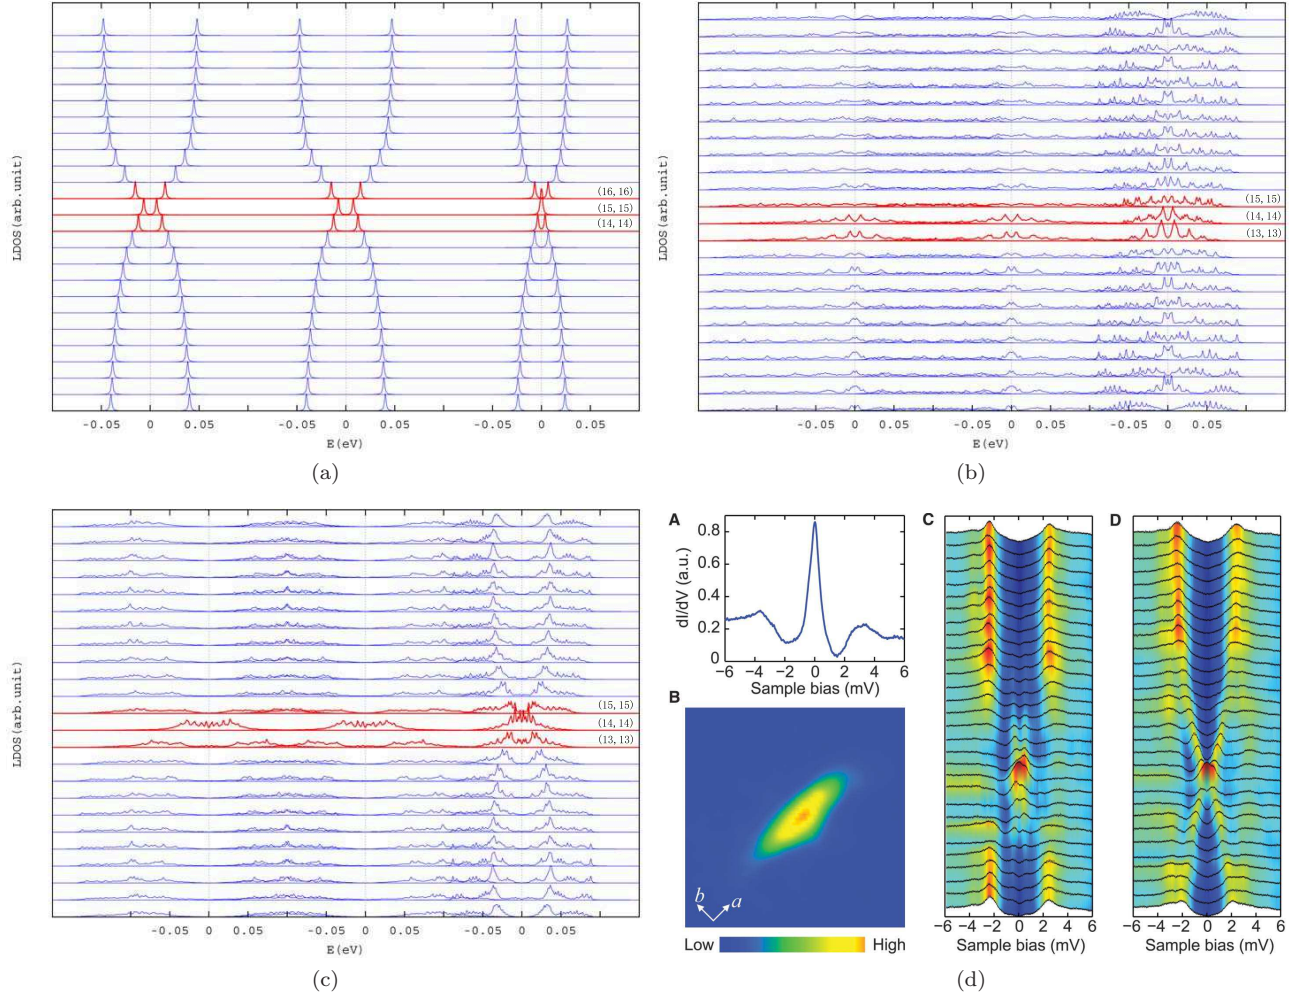 LDOS(arb.unit)
(16,16)
(15,15)
(14,14)
-0.05 0 0.05 -0.05 0 0.05 -0.05 0 0.05
E(eV)
(a)
LDOS(arb.unit)
(15,15)
(14,14)
(13,13)
-0.05 0 0.05 -0.05 0 0.05 -0.05 0 0.05
E(eV)
(b)
LDOS(arb.unit)
(15,15)
(14,14)
(13,13)
-0.05 0 0.05 -0.05 0 0.05 -0.05 0 0.05
E(eV)
(c)
A
dI/dV (a.u.)
0.8
0.6
0.4
0.2
0
−6 −4 −2 0 2 4 6
Sample bias (mV)
B
b a
Low High
C
−6 −4 −2 0 2 4 6
Sample bias (mV)
D
−6 −4 −2 0 2 4 6
Sample bias (mV)
(d)